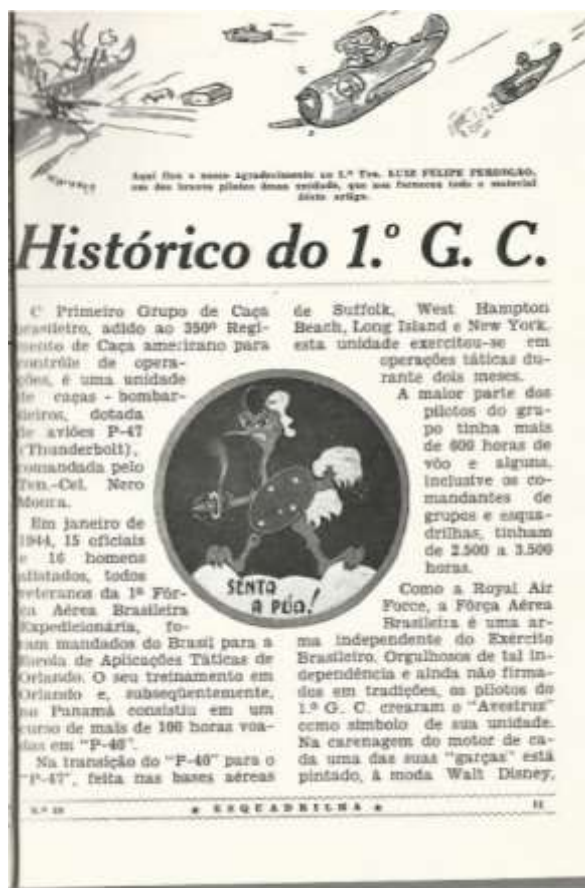 Aqui fica o nosso agradecimento ao 1.º Ten. LUIZ FELIPE PERDIGÃO,
um dos bravos pilotos dessa unidade, que nos forneceu todo o material
dêste artigo.
Histórico do 1.º G. C.
O Primeiro Grupo de Caça
brasileiro, adido ao 350º Regi-
mento de Caça americano para
contrôle de opera-
ções, é uma unidade
de caças - bombar-
deiros, dotada
de aviões P-47
(Thunderbolt),
comandada pelo
Ten.-Cel. Nero
Moura.
Em janeiro de
1944, 15 oficiais
e 16 homens
alistados, todos
veteranos da 1ª Fôr-
ça Aérea Brasileira
Expedicionária, fo-
ram mandados do Brasil para a
Escola de Aplicações Táticas de
Orlando. O seu treinamento em
Orlando e, subseqüentemente,
no Panamá consistiu em um
curso de mais de 100 horas voa-
das em "P-40".
Na transição do "P-40" para o
"P-47", feita nas bases aéreas
SENTA
A PÚA!
de Suffolk, West Hampton
Beach, Long Island e New York,
esta unidade exercitou-se em
operações táticas du-
rante dois meses.
A maior parte dos
pilotos do gru-
po tinha mais
de 600 horas de
vôo e alguns,
inclusive os co-
mandantes de
grupos e esqua-
drilhas, tinham
de 2.500 a 3.500
horas.
Como a Royal Air
Force, a Fôrça Aérea
Brasileira é uma ar-
ma independente do Exército
Brasileiro. Orgulhosos de tal in-
dependência e ainda não firma-
dos em tradições, os pilotos do
1.º G. C. crearam o "Avestruz"
como símbolo de sua unidade.
Na carenagem do motor de ca-
da uma das suas "garças" está
pintado, à moda Walt Disney,
ESQUADRILHA